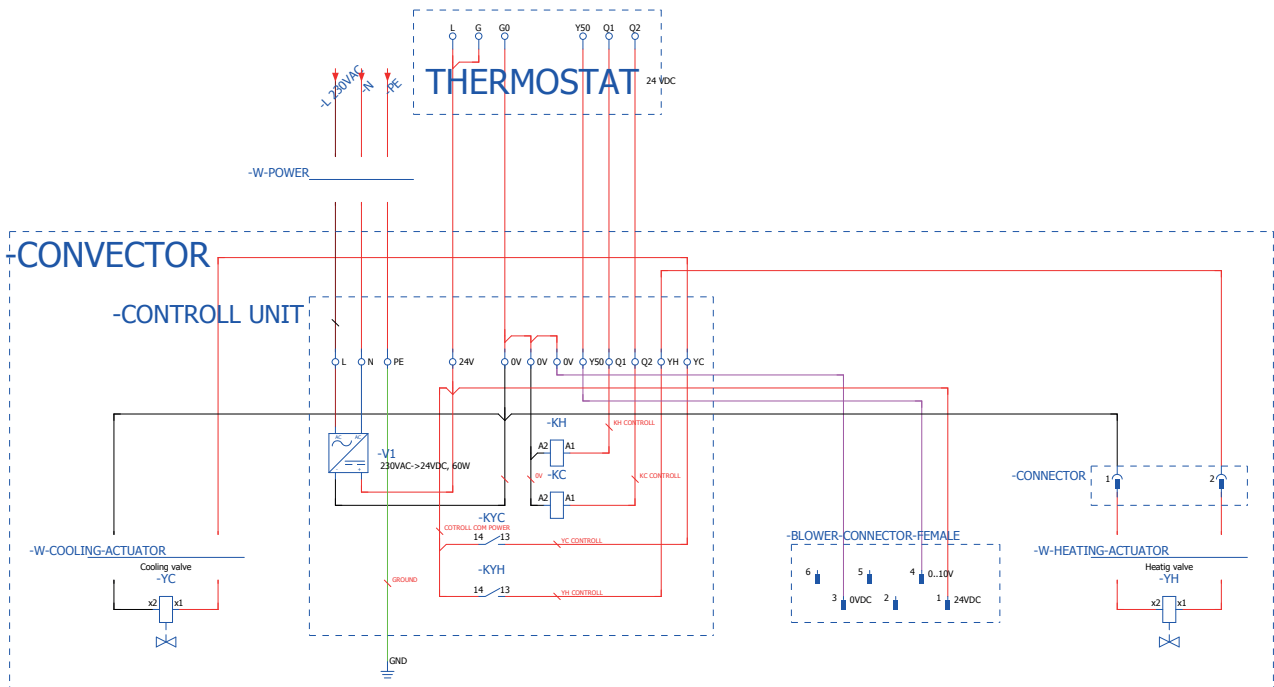 L G G0 Y50 Q1 Q2
THERMOSTAT 24 VDC
-L 230VAC
-N
-PE
-W-POWER
-CONVECTOR
-CONTROLL UNIT
L N PE 24V 0V 0V 0V Y50 Q1 Q2 YH YC
-KH
KH CONTROLL
A2 A1
AC AC
-V1
230VAC->24VDC, 60W
-KC
0V
KC CONTROLL
A2 A1
-CONNECTOR
1 2
-KYC
COTROLL COM POWER
14 13
YC CONTROLL
-BLOWER-CONNECTOR-FEMALE
-W-COOLING-ACTUATOR
Cooling valve
-YC
x2 x1
-W-HEATING-ACTUATOR
Heatig valve
-YH
x2 x1
-KYH
GROUND
14 13
YH CONTROLL
6 5 4 0..10V
3 0VDC 2 1 24VDC
GND